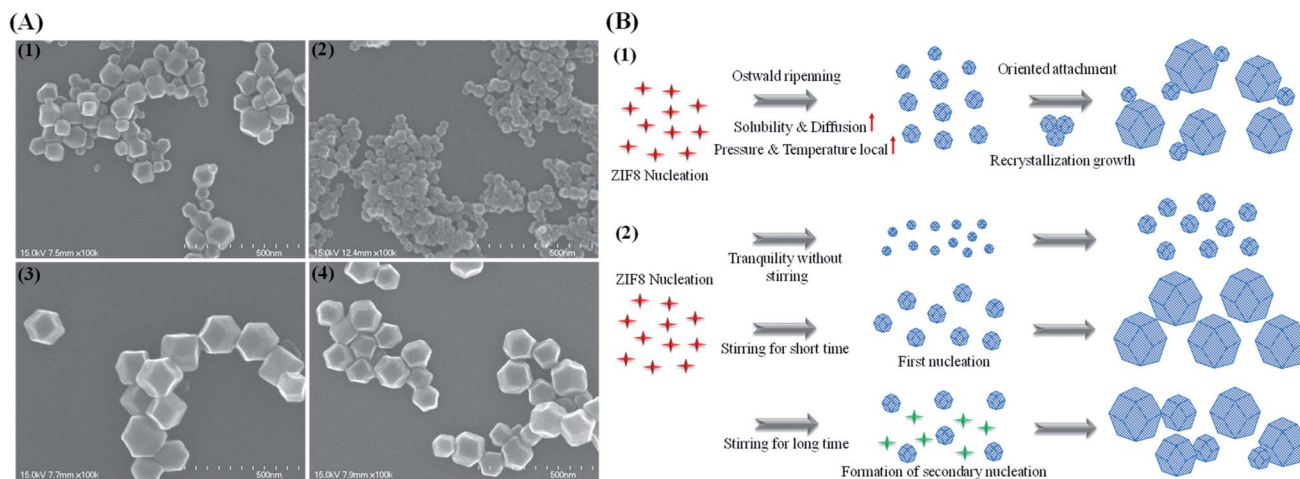 (A)
(1)
15.0kV 7.5mm x100k
500nm
(2)
15.0kV 12.4mm x100k
500nm
(3)
15.0kV 7.7mm x100k
500nm
(4)
15.0kV 7.9mm x100k
500nm
(B)
(1)
ZIF8 Nucleation
Ostwald ripenning
Solubility & Diffusion
Pressure & Temperature local
Oriented attachment
Recrystallization growth
(2)
ZIF8 Nucleation
Tranquility without
stirring
Stirring for short time
First nucleation
Stirring for long time
Formation of secondary nucleation